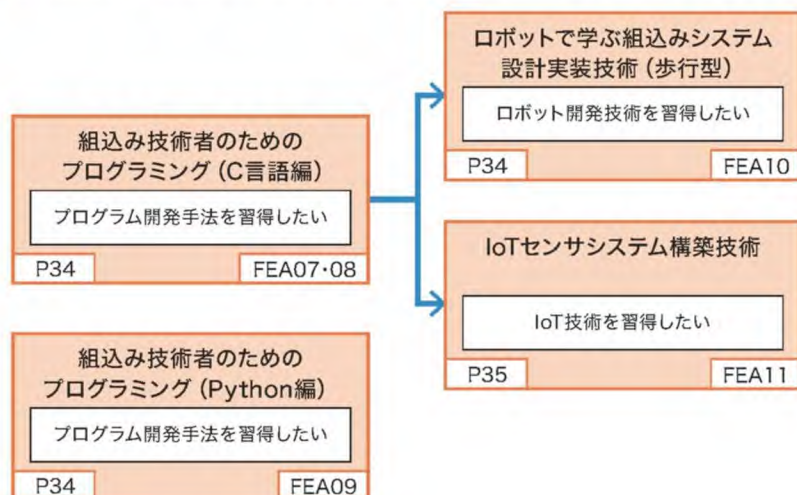 組込み技術者のための
プログラミング（C言語編）
プログラム開発手法を習得したい
P34
FEA07・08
組込み技術者のための
プログラミング（Python編）
プログラム開発手法を習得したい
P34
FEA09
ロボットで学ぶ組込みシステム
設計実装技術（歩行型）
ロボット開発技術を習得したい
P34
FEA10
IoTセンサシステム構築技術
IoT技術を習得したい
P35
FEA11